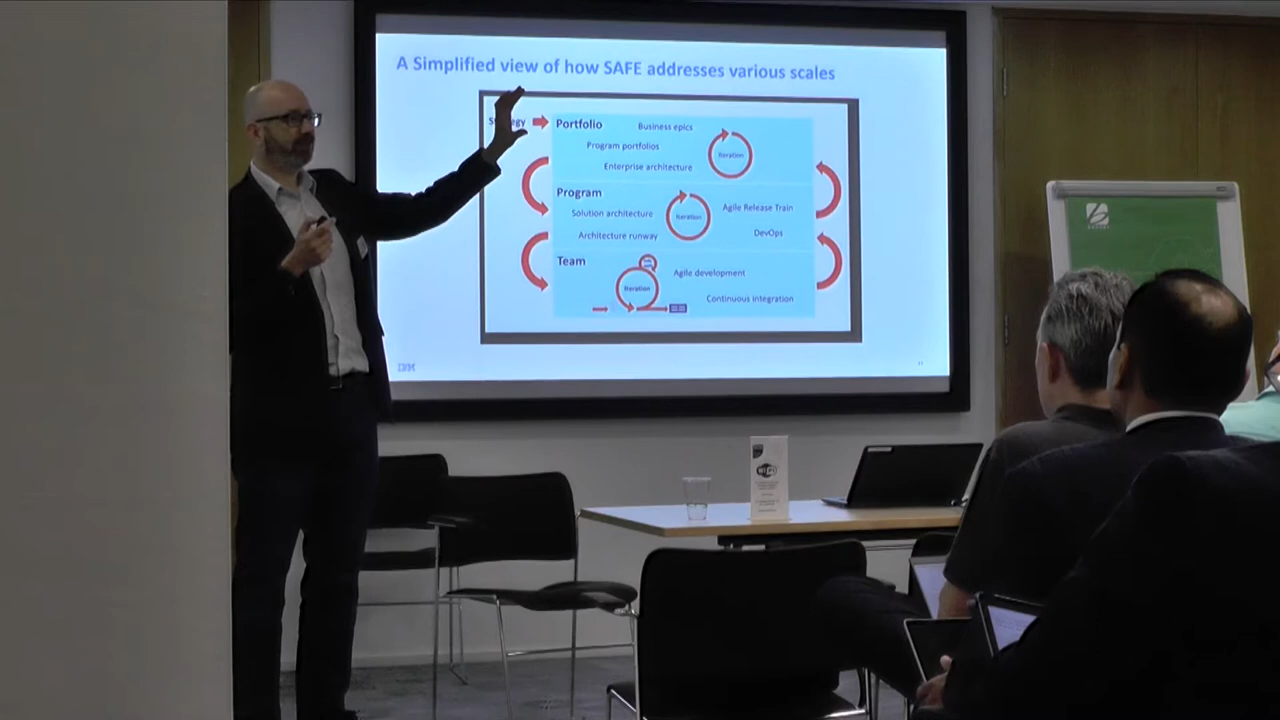 A Simplified view of how SAFE addresses various scales
Portfolio
Business epics
Program portfolios
Enterprise architecture
Iteration
Program
Solution architecture
Architecture runway
Iteration
Agile Release Train
DevOps
Team
Iteration
Agile development
Continuous integration
IBM